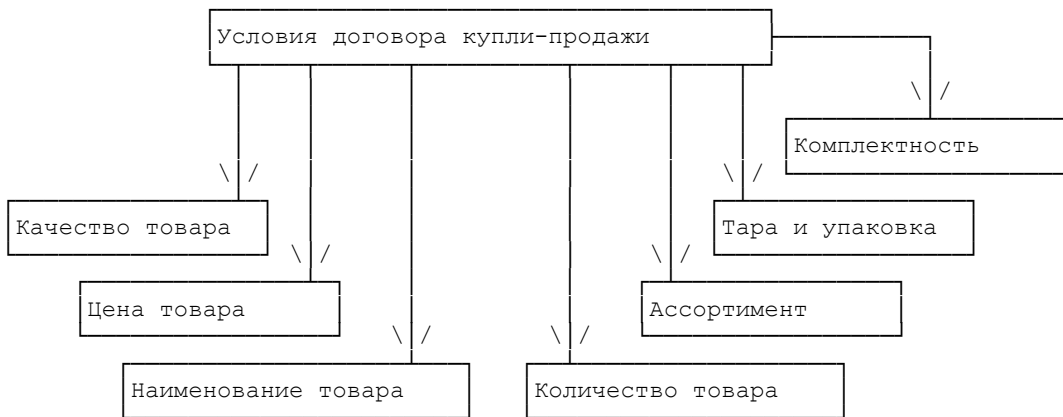 Условия договора купли-продажи
Комплектность
Качество товара
Тара и упаковка
Цена товара
Ассортимент
Наименование товара
Количество товара